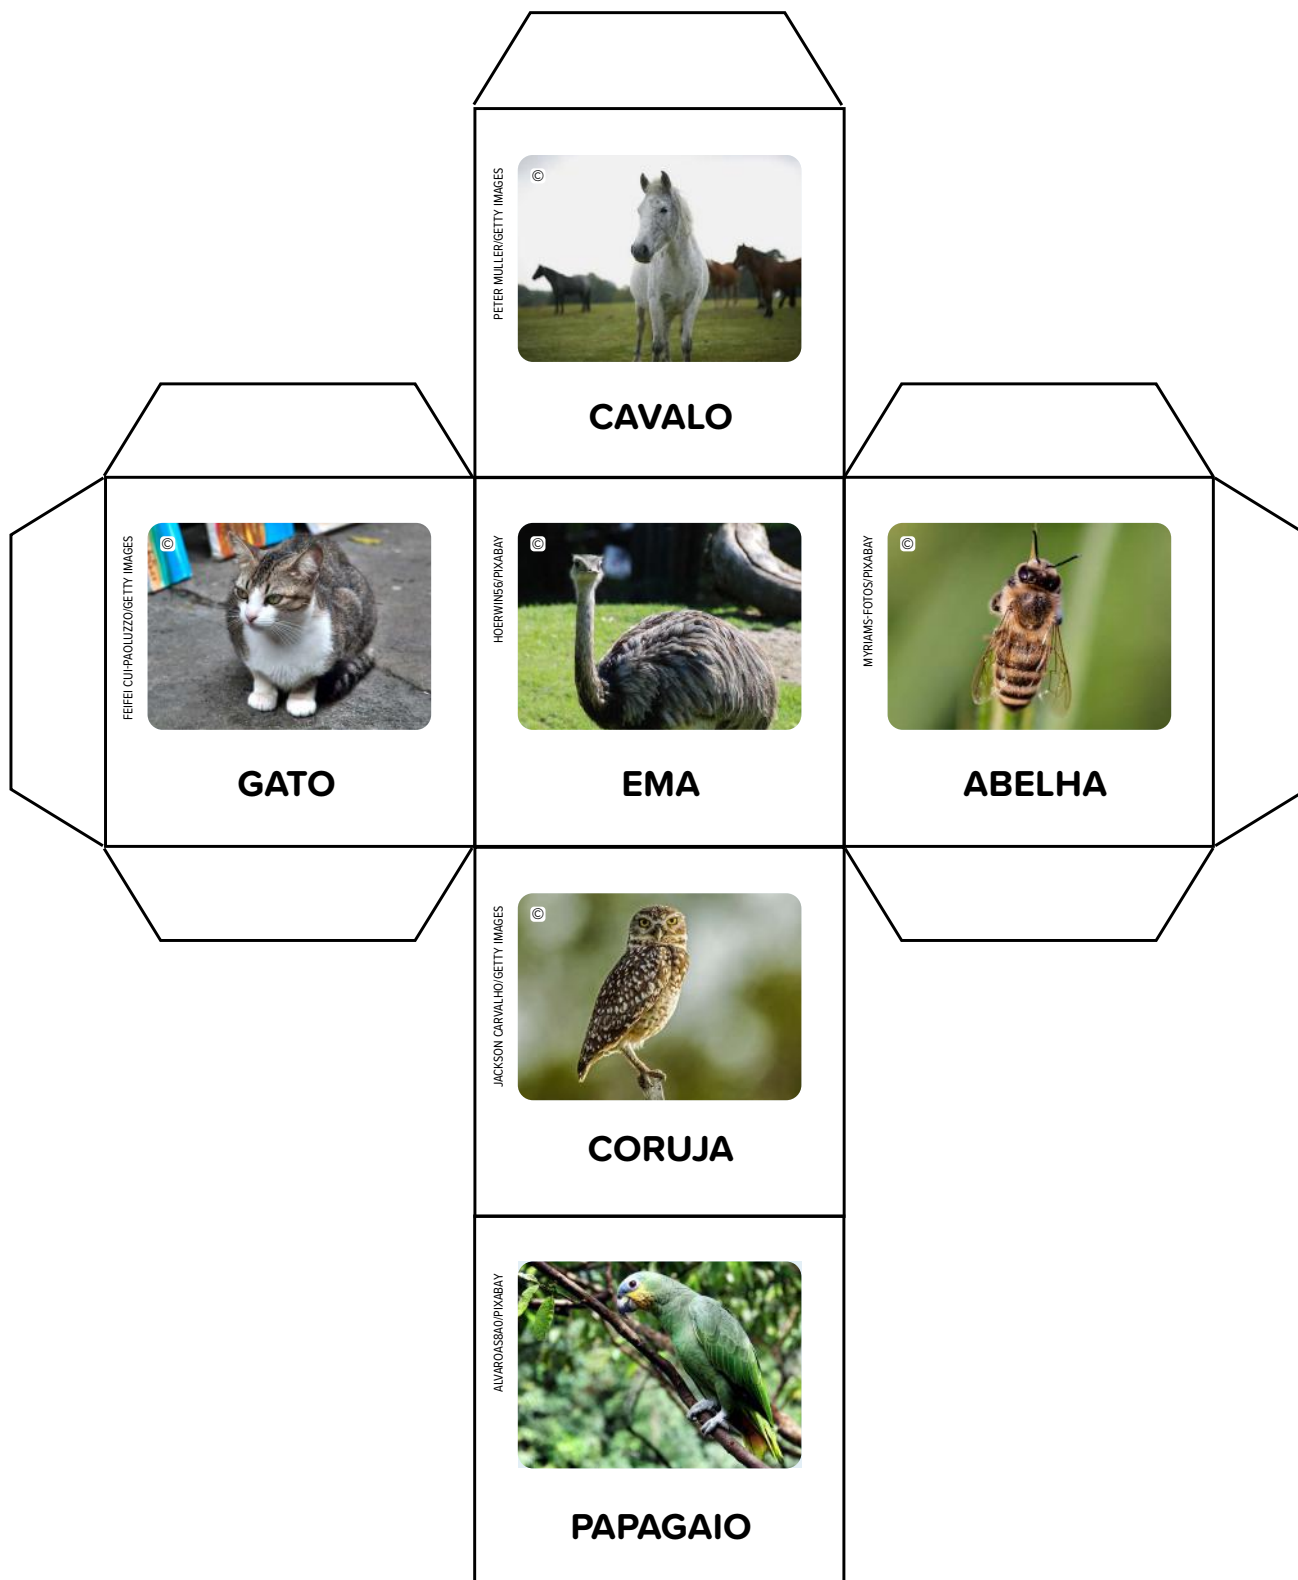 PETER MULLER/GETTY IMAGES
©
CAVALO
FEIFEI CUI-PAOLUZZO/GETTY IMAGES
©
GATO
HOERWIN56/PIXABAY
©
EMA
MYRIAMS-FOTOS/PIXABAY
©
ABELHA
JACKSON CARVALHO/GETTY IMAGES
©
CORUJA
ALVAROAS8A0/PIXABAY
PAPAGAIO